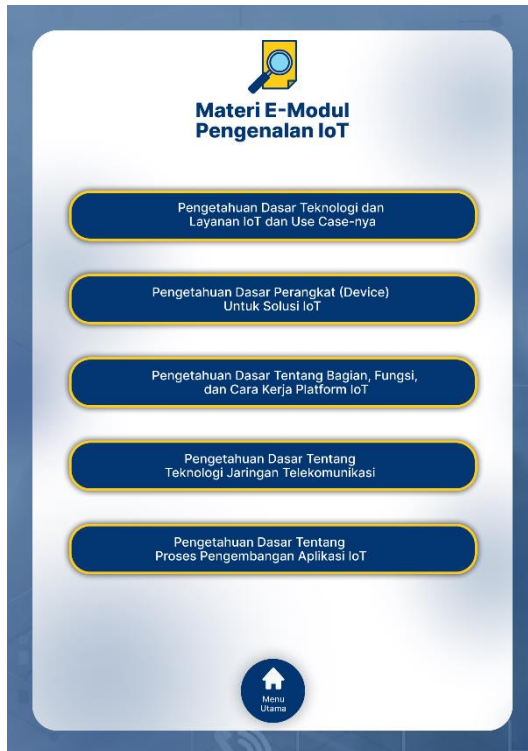 Materi E-Modul
Pengenalan IoT
Pengetahuan Dasar Teknologi dan
Layanan IoT dan Use Case-nya
Pengetahuan Dasar Perangkat (Device)
Untuk Solusi IoT
Pengetahuan Dasar Tentang Bagian, Fungsi,
dan Cara Kerja Platform IoT
Pengetahuan Dasar Tentang
Teknologi Jaringan Telekomunikasi
Pengetahuan Dasar Tentang
Proses Pengembangan Aplikasi IoT
Menu
Utama